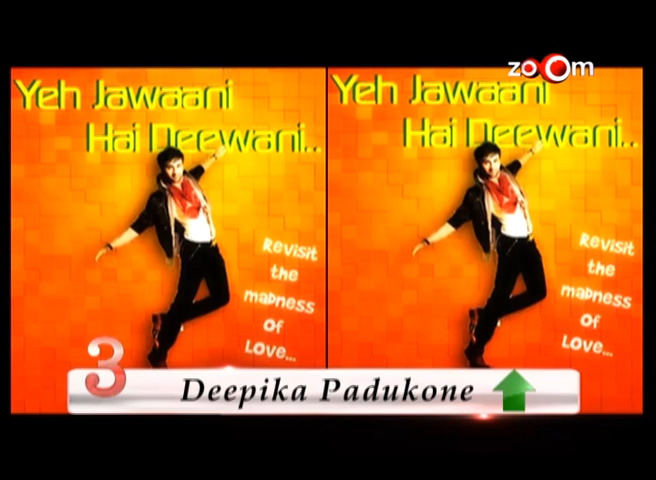 zoom
Yeh Jawaani
Hai Deewani..
Revisit
the
madness
of
Love...
Yeh Jawaani
Hai Deewani..
Revisit
the
madness
of
Love...
3
Deepika Padukone